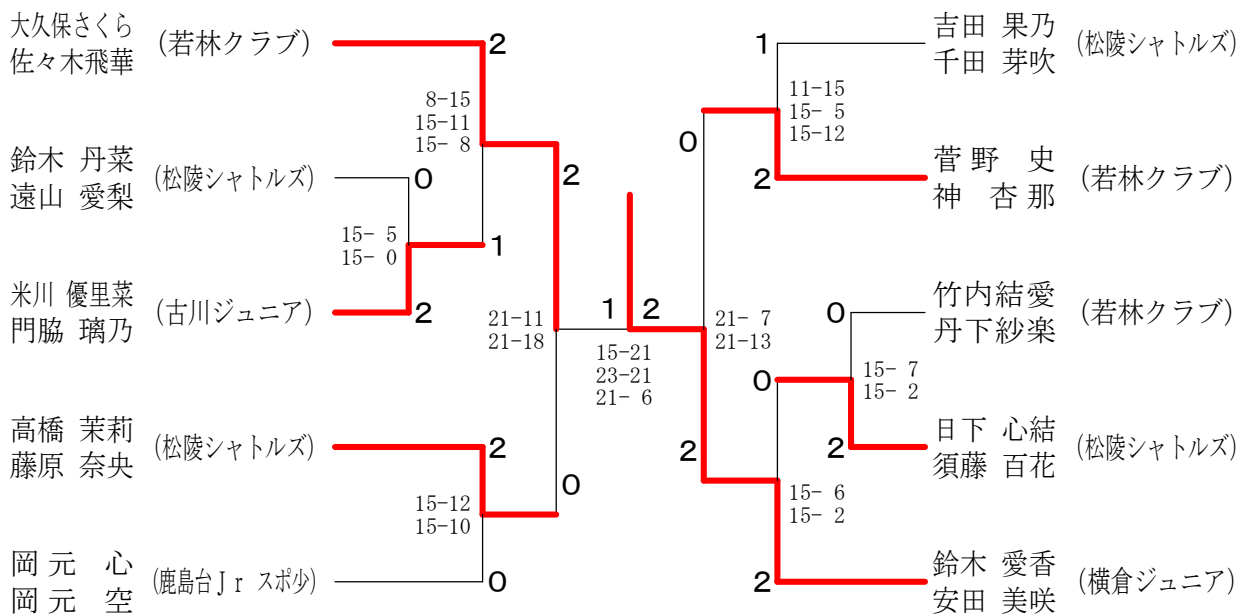 大久保さくら
佐々木飛華
(若林クラブ)
2
8-15
15-11
15- 8
鈴木 丹菜
遠山 愛梨
(松陵シャトルズ)
0
2
15- 5
15- 0
1
米川 優里菜
門脇 璃乃
(古川ジュニア)
2
21-11
21-18
1
2
15-21
23-21
21- 6
高橋 茉莉
藤原 奈央
(松陵シャトルズ)
2
0
15-12
15-10
岡元 心
岡元 空
(鹿島台Jr スポ少)
0
1
吉田 果乃
千田 芽吹
(松陵シャトルズ)
11-15
15- 5
15-12
0
2
菅野 史
神 杏那
(若林クラブ)
21- 7
21-13
0
竹内結愛
丹下紗楽
(若林クラブ)
15- 7
15- 2
0
2
日下 心結
須藤 百花
(松陵シャトルズ)
2
15- 6
15- 2
2
鈴木 愛香
安田 美咲
(横倉ジュニア)